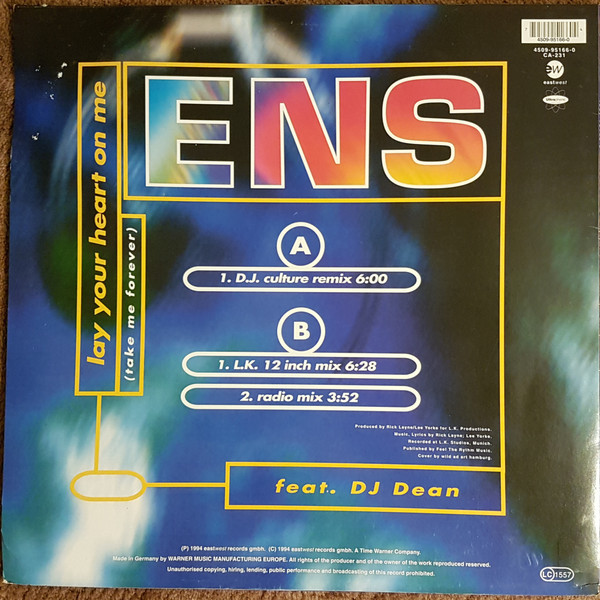 4509-95166-0
4509-95166-0
CA-231
ew
eastwest
ENS
lay your heart on me
(take me forever)
A
1. D.J. culture remix 6:00
B
1. L.K. 12 inch mix 6:28
2. radio mix 3:52
Produced by Rick Layne/Lee Yorke for L.K. Productions.
Music, Lyrics by Rick Layne; Lee Yorke.
Recorded at L.K. Studios, Munich.
Published by Feel The Rythm Music.
Cover by wild ad art hamburg.
feat. DJ Dean
(P) 1994 eastwest records gmbh. (C) 1994 eastwest records gmbh. A Time Warner Company.
Made in Germany by WARNER MUSIC MANUFACTURING EUROPE. All rights of the producer and of the owner of the work reproduced reserved.
Unauthorised copying, hiring, lending, public performance and broadcasting of this record prohibited.
LC 1557